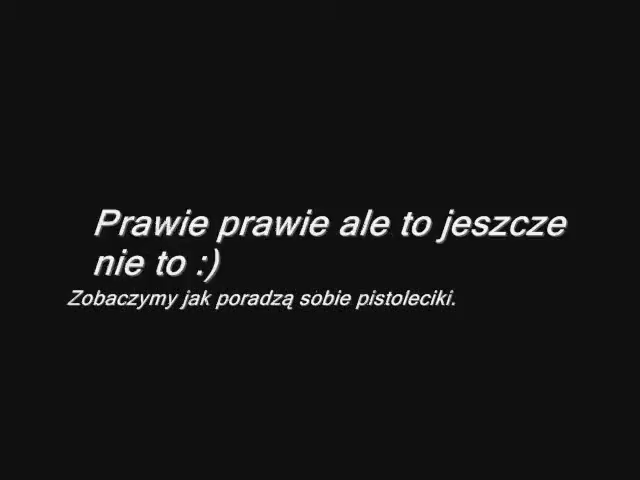 Prawie prawie ale to jeszcze
nie to :)
Zobaczymy jak poradzą sobie pistoleciki.